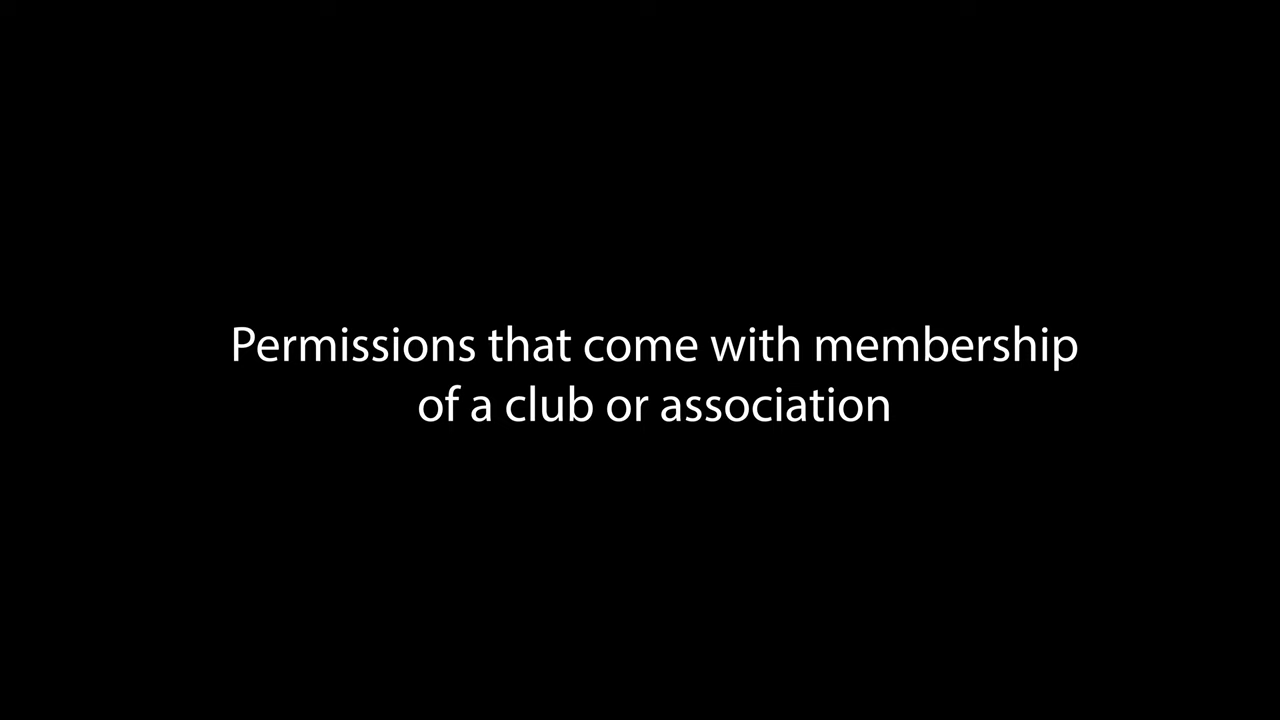 Permissions that come with membership
of a club or association